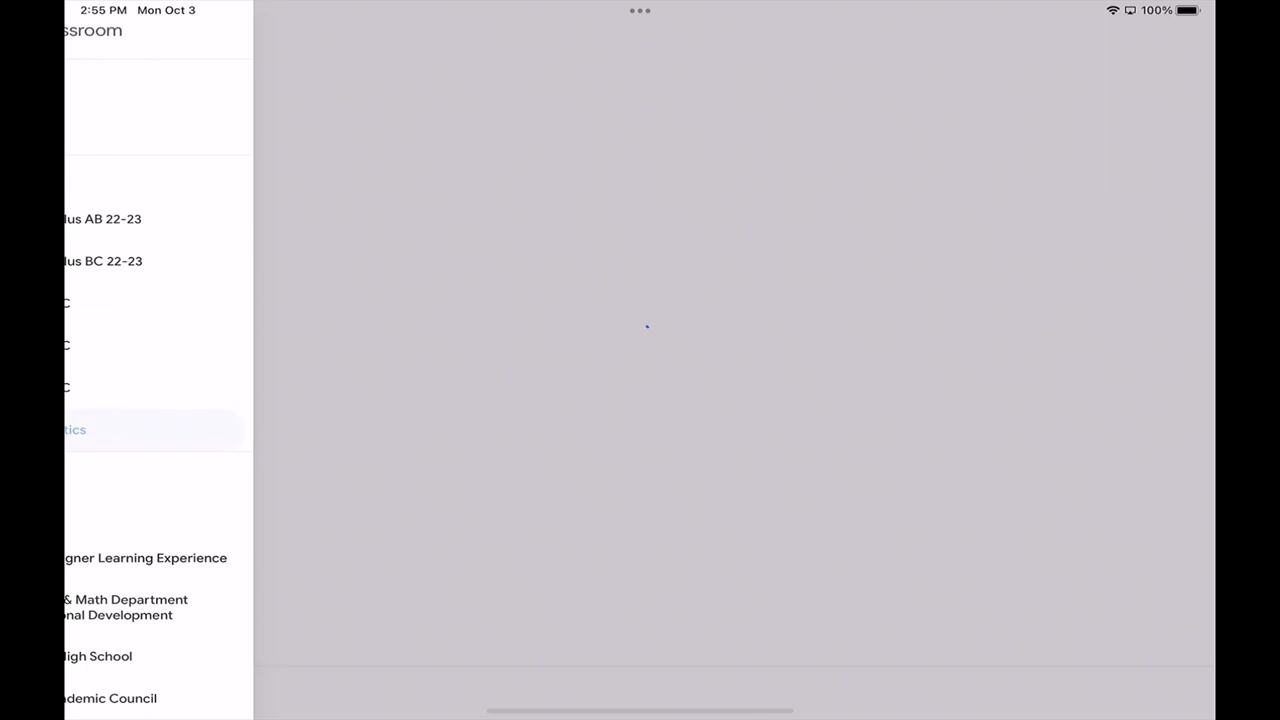 2:55 PM Mon Oct 3
100%
ssroom
lus AB 22-23
lus BC 22-23
C
C
C
tics
gner Learning Experience
& Math Department
onal Development
High School
ademic Council